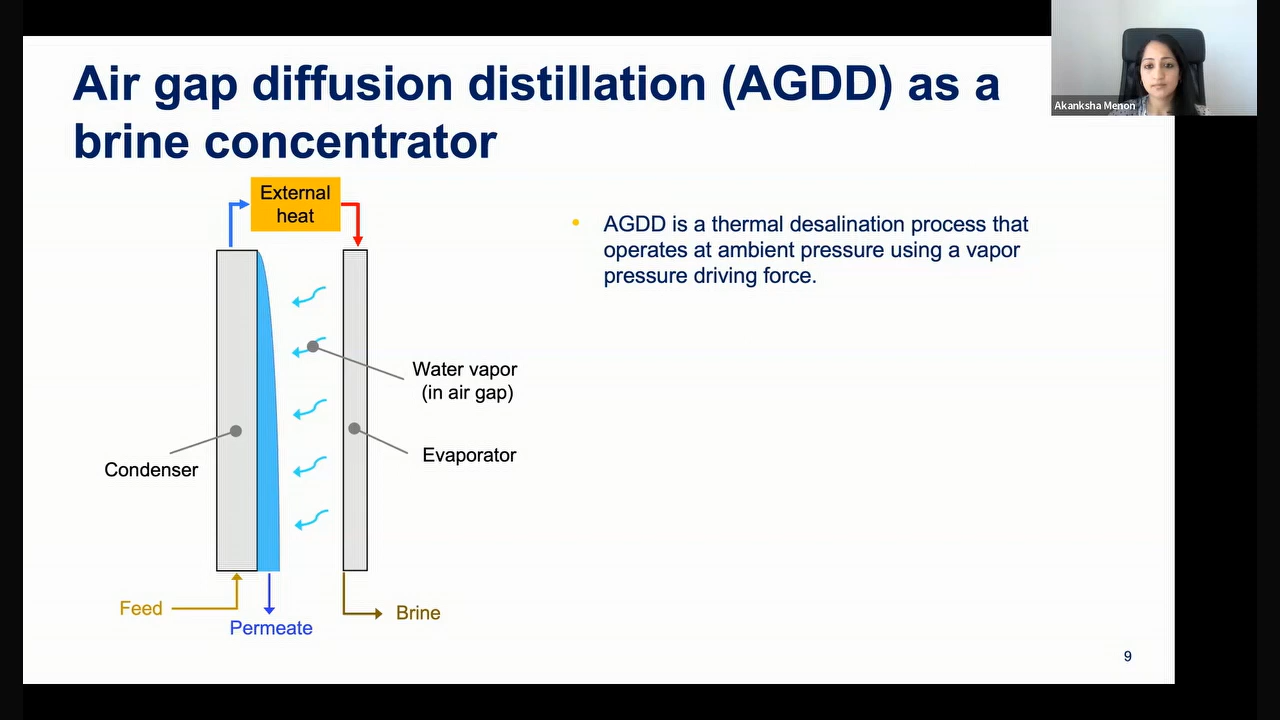 Air gap diffusion distillation (AGDD) as a
brine concentrator
Akanksha Menon
External
heat
• AGDD is a thermal desalination process that
operates at ambient pressure using a vapor
pressure driving force.
Water vapor
(in air gap)
Evaporator
Condenser
Feed
Permeate
Brine
9